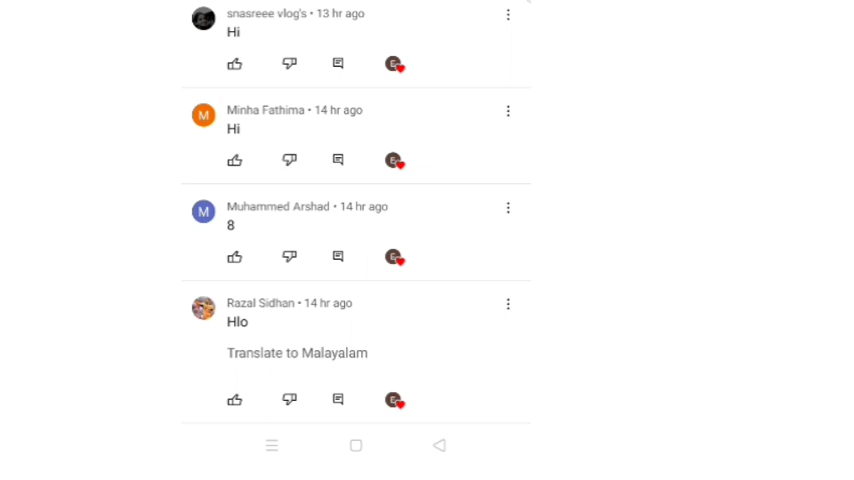 snasreee vlog's • 13 hr ago
Hi
E
M
Minha Fathima • 14 hr ago
Hi
E
M
Muhammed Arshad • 14 hr ago
8
E
Razal Sidhan • 14 hr ago
Hlo
Translate to Malayalam
E